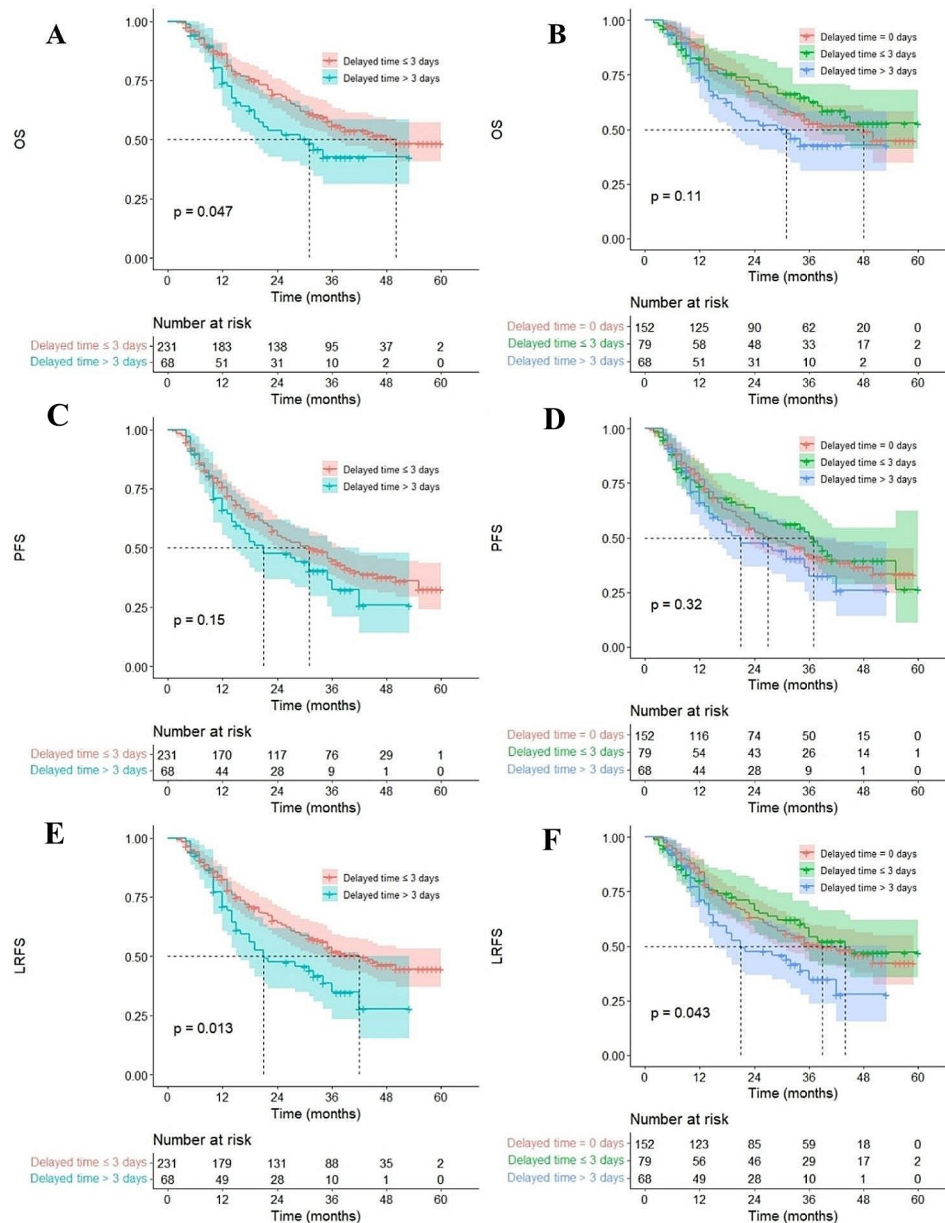 A
OS
1.00
0.75
0.50
0.25
0.00
Delayed time ≤ 3 days
Delayed time > 3 days
p = 0.047
0 12 24 36 48 60
Time (months)
Number at risk
Delayed time ≤ 3 days 231 183 138 95 37 2
Delayed time > 3 days 68 51 31 10 2 0
0 12 24 36 48 60
Time (months)
B
OS
1.00
0.75
0.50
0.25
0.00
Delayed time = 0 days
Delayed time ≤ 3 days
Delayed time > 3 days
p = 0.11
0 12 24 36 48 60
Time (months)
Number at risk
Delayed time = 0 days 152 125 90 62 20 0
Delayed time ≤ 3 days 79 58 48 33 17 2
Delayed time > 3 days 68 51 31 10 2 0
0 12 24 36 48 60
Time (months)
C
PFS
1.00
0.75
0.50
0.25
0.00
Delayed time ≤ 3 days
Delayed time > 3 days
p = 0.15
0 12 24 36 48 60
Time (months)
Number at risk
Delayed time ≤ 3 days 231 170 117 76 29 1
Delayed time > 3 days 68 44 28 9 1 0
0 12 24 36 48 60
Time (months)
D
PFS
1.00
0.75
0.50
0.25
0.00
Delayed time = 0 days
Delayed time ≤ 3 days
Delayed time > 3 days
p = 0.32
0 12 24 36 48 60
Time (months)
Number at risk
Delayed time = 0 days 152 116 74 50 15 0
Delayed time ≤ 3 days 79 54 43 26 14 1
Delayed time > 3 days 68 44 28 9 1 0
0 12 24 36 48 60
Time (months)
E
LRFS
1.00
0.75
0.50
0.25
0.00
Delayed time ≤ 3 days
Delayed time > 3 days
p = 0.013
0 12 24 36 48 60
Time (months)
Number at risk
Delayed time ≤ 3 days 231 179 131 88 35 2
Delayed time > 3 days 68 49 28 10 1 0
0 12 24 36 48 60
Time (months)
F
LRFS
1.00
0.75
0.50
0.25
0.00
Delayed time = 0 days
Delayed time ≤ 3 days
Delayed time > 3 days
p = 0.043
0 12 24 36 48 60
Time (months)
Number at risk
Delayed time = 0 days 152 123 85 59 18 0
Delayed time ≤ 3 days 79 56 46 29 17 2
Delayed time > 3 days 68 49 28 10 1 0
0 12 24 36 48 60
Time (months)